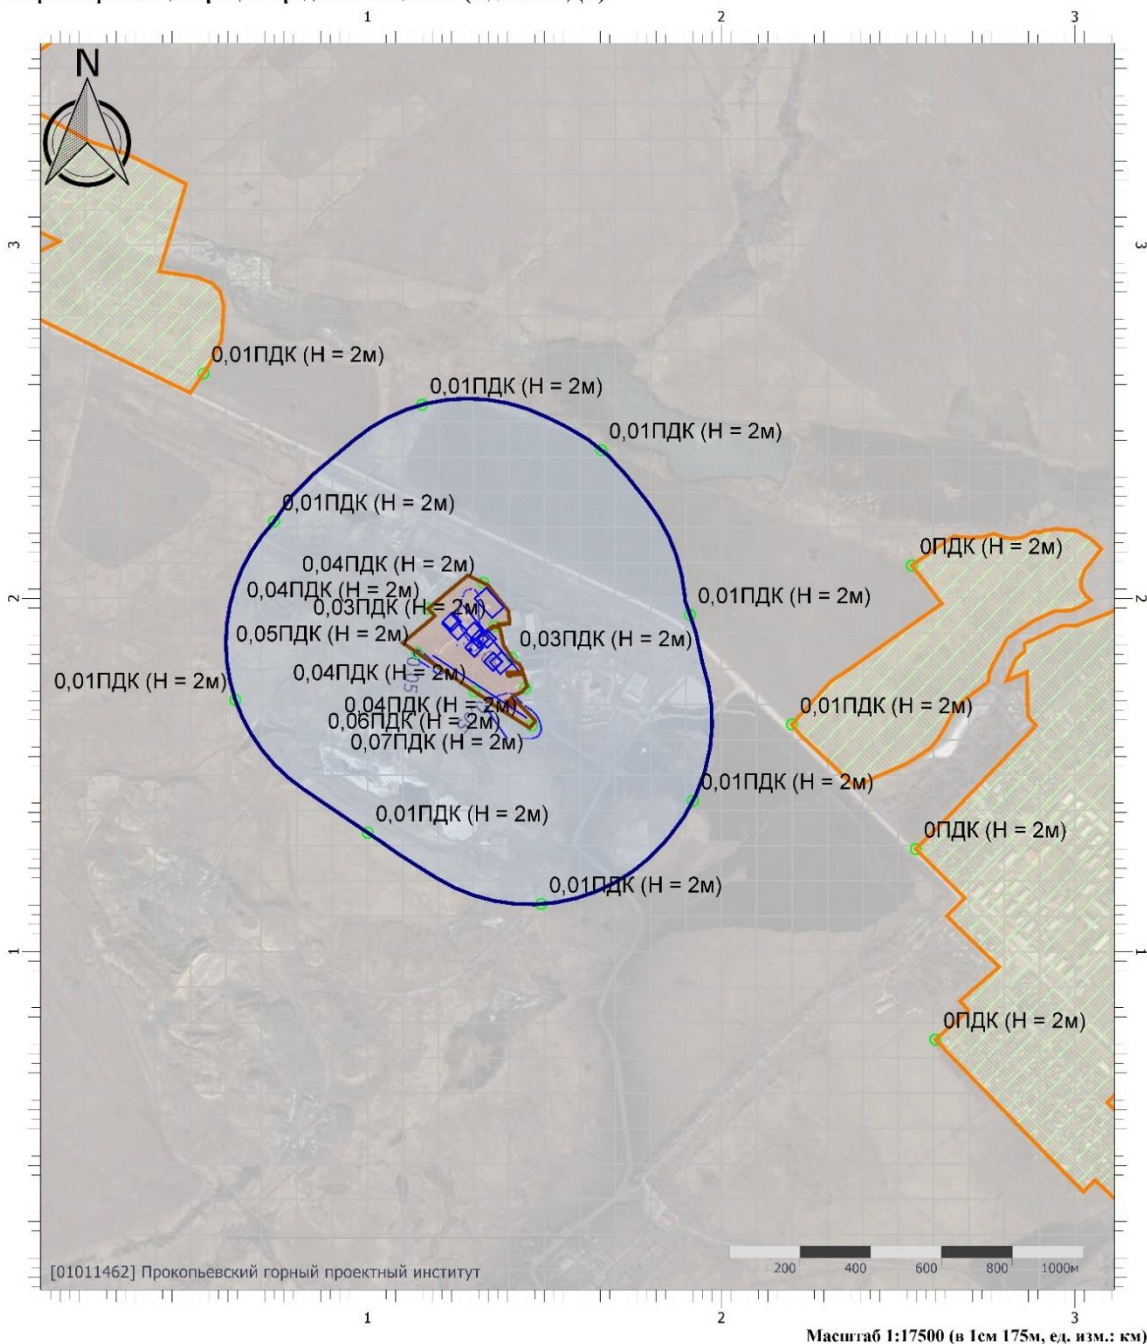 1 2 3
N
3 3
0,01ПДК (Н = 2м)
0,01ПДК (Н = 2м)
0,01ПДК (Н = 2м)
0,01ПДК (Н = 2м)
0ПДК (Н = 2м)
0,04ПДК (Н = 2м)
0,04ПДК (Н = 2м)
2 2
0,03ПДК (Н = 2м)
0,01ПДК (Н = 2м)
0,05ПДК (Н = 2м)
0,03ПДК (Н = 2м)
0,04ПДК (Н = 2м)
0,05
0,01ПДК (Н = 2м)
0,04ПДК (Н = 2м)
0,01ПДК (Н = 2м)
0,06ПДК (Н = 2м)
0,07ПДК (Н = 2м)
0,01ПДК (Н = 2м)
0,01ПДК (Н = 2м)
0ПДК (Н = 2м)
0,01ПДК (Н = 2м)
1 1
0ПДК (Н = 2м)
200 400 600 800 1000м
[01011462] Прокопьевский горный проектный институт
1 2 3
Масштаб 1:17500 (в 1см 175м, ед. изм.: км)